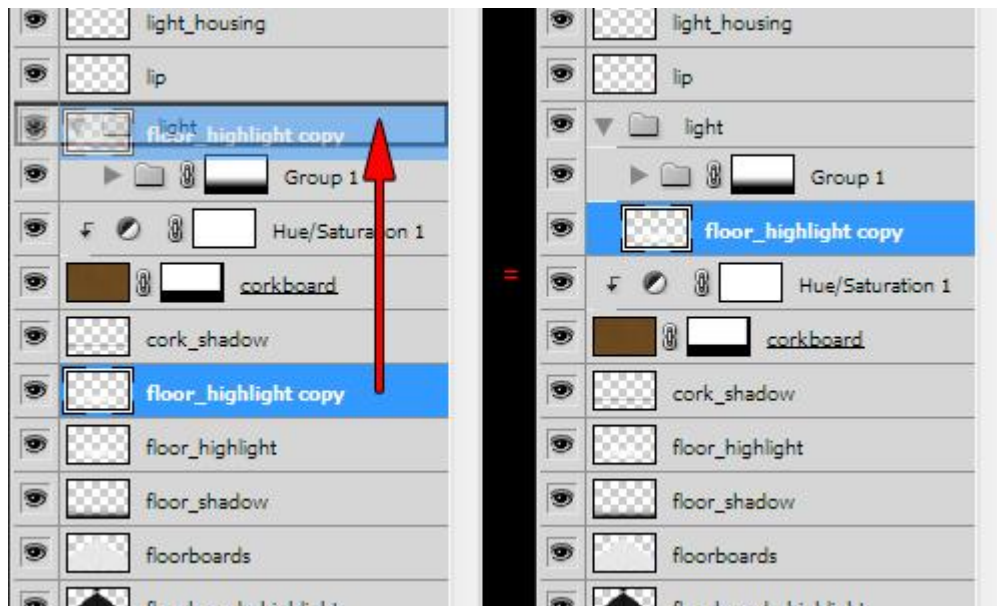 light_housing
lip
light
floor_highlight copy
Group 1
Hue/Saturation 1
corkboard
cork_shadow
floor_highlight copy
floor_highlight
floor_shadow
floorboards
=
light_housing
lip
light
Group 1
floor_highlight copy
Hue/Saturation 1
corkboard
cork_shadow
floor_highlight
floor_shadow
floorboards